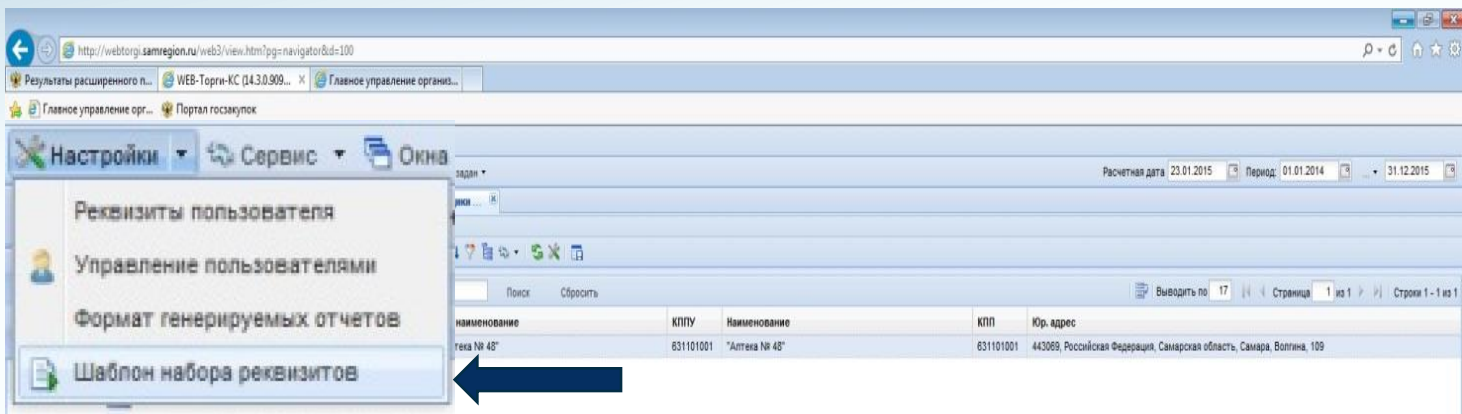 http://webtorgi.samregion.ru/web3/view.htm?pg=navigator&d=100
Результаты расширенного п... WEB-Торги-КС (14.3.0.909... Главное управление организ...
Главное управление орг... Портал госзакупок
Настройки Сервис Окна
задан Расчетная дата 23.01.2015 Период: 01.01.2014 ... 31.12.2015
Реквизиты пользователя
Управление пользователями
Поиск Сбросить Выводить по 17 Страница 1 из 1 Строки 1 - 1 из 1
Формат генерируемых отчетов
наименование КППУ Наименование КПП Юр. адрес
тека № 48" 631101001 "Аптека № 48" 631101001 443069, Российская Федерация, Самарская область, Самара, Волгина, 109
Шаблон набора реквизитов